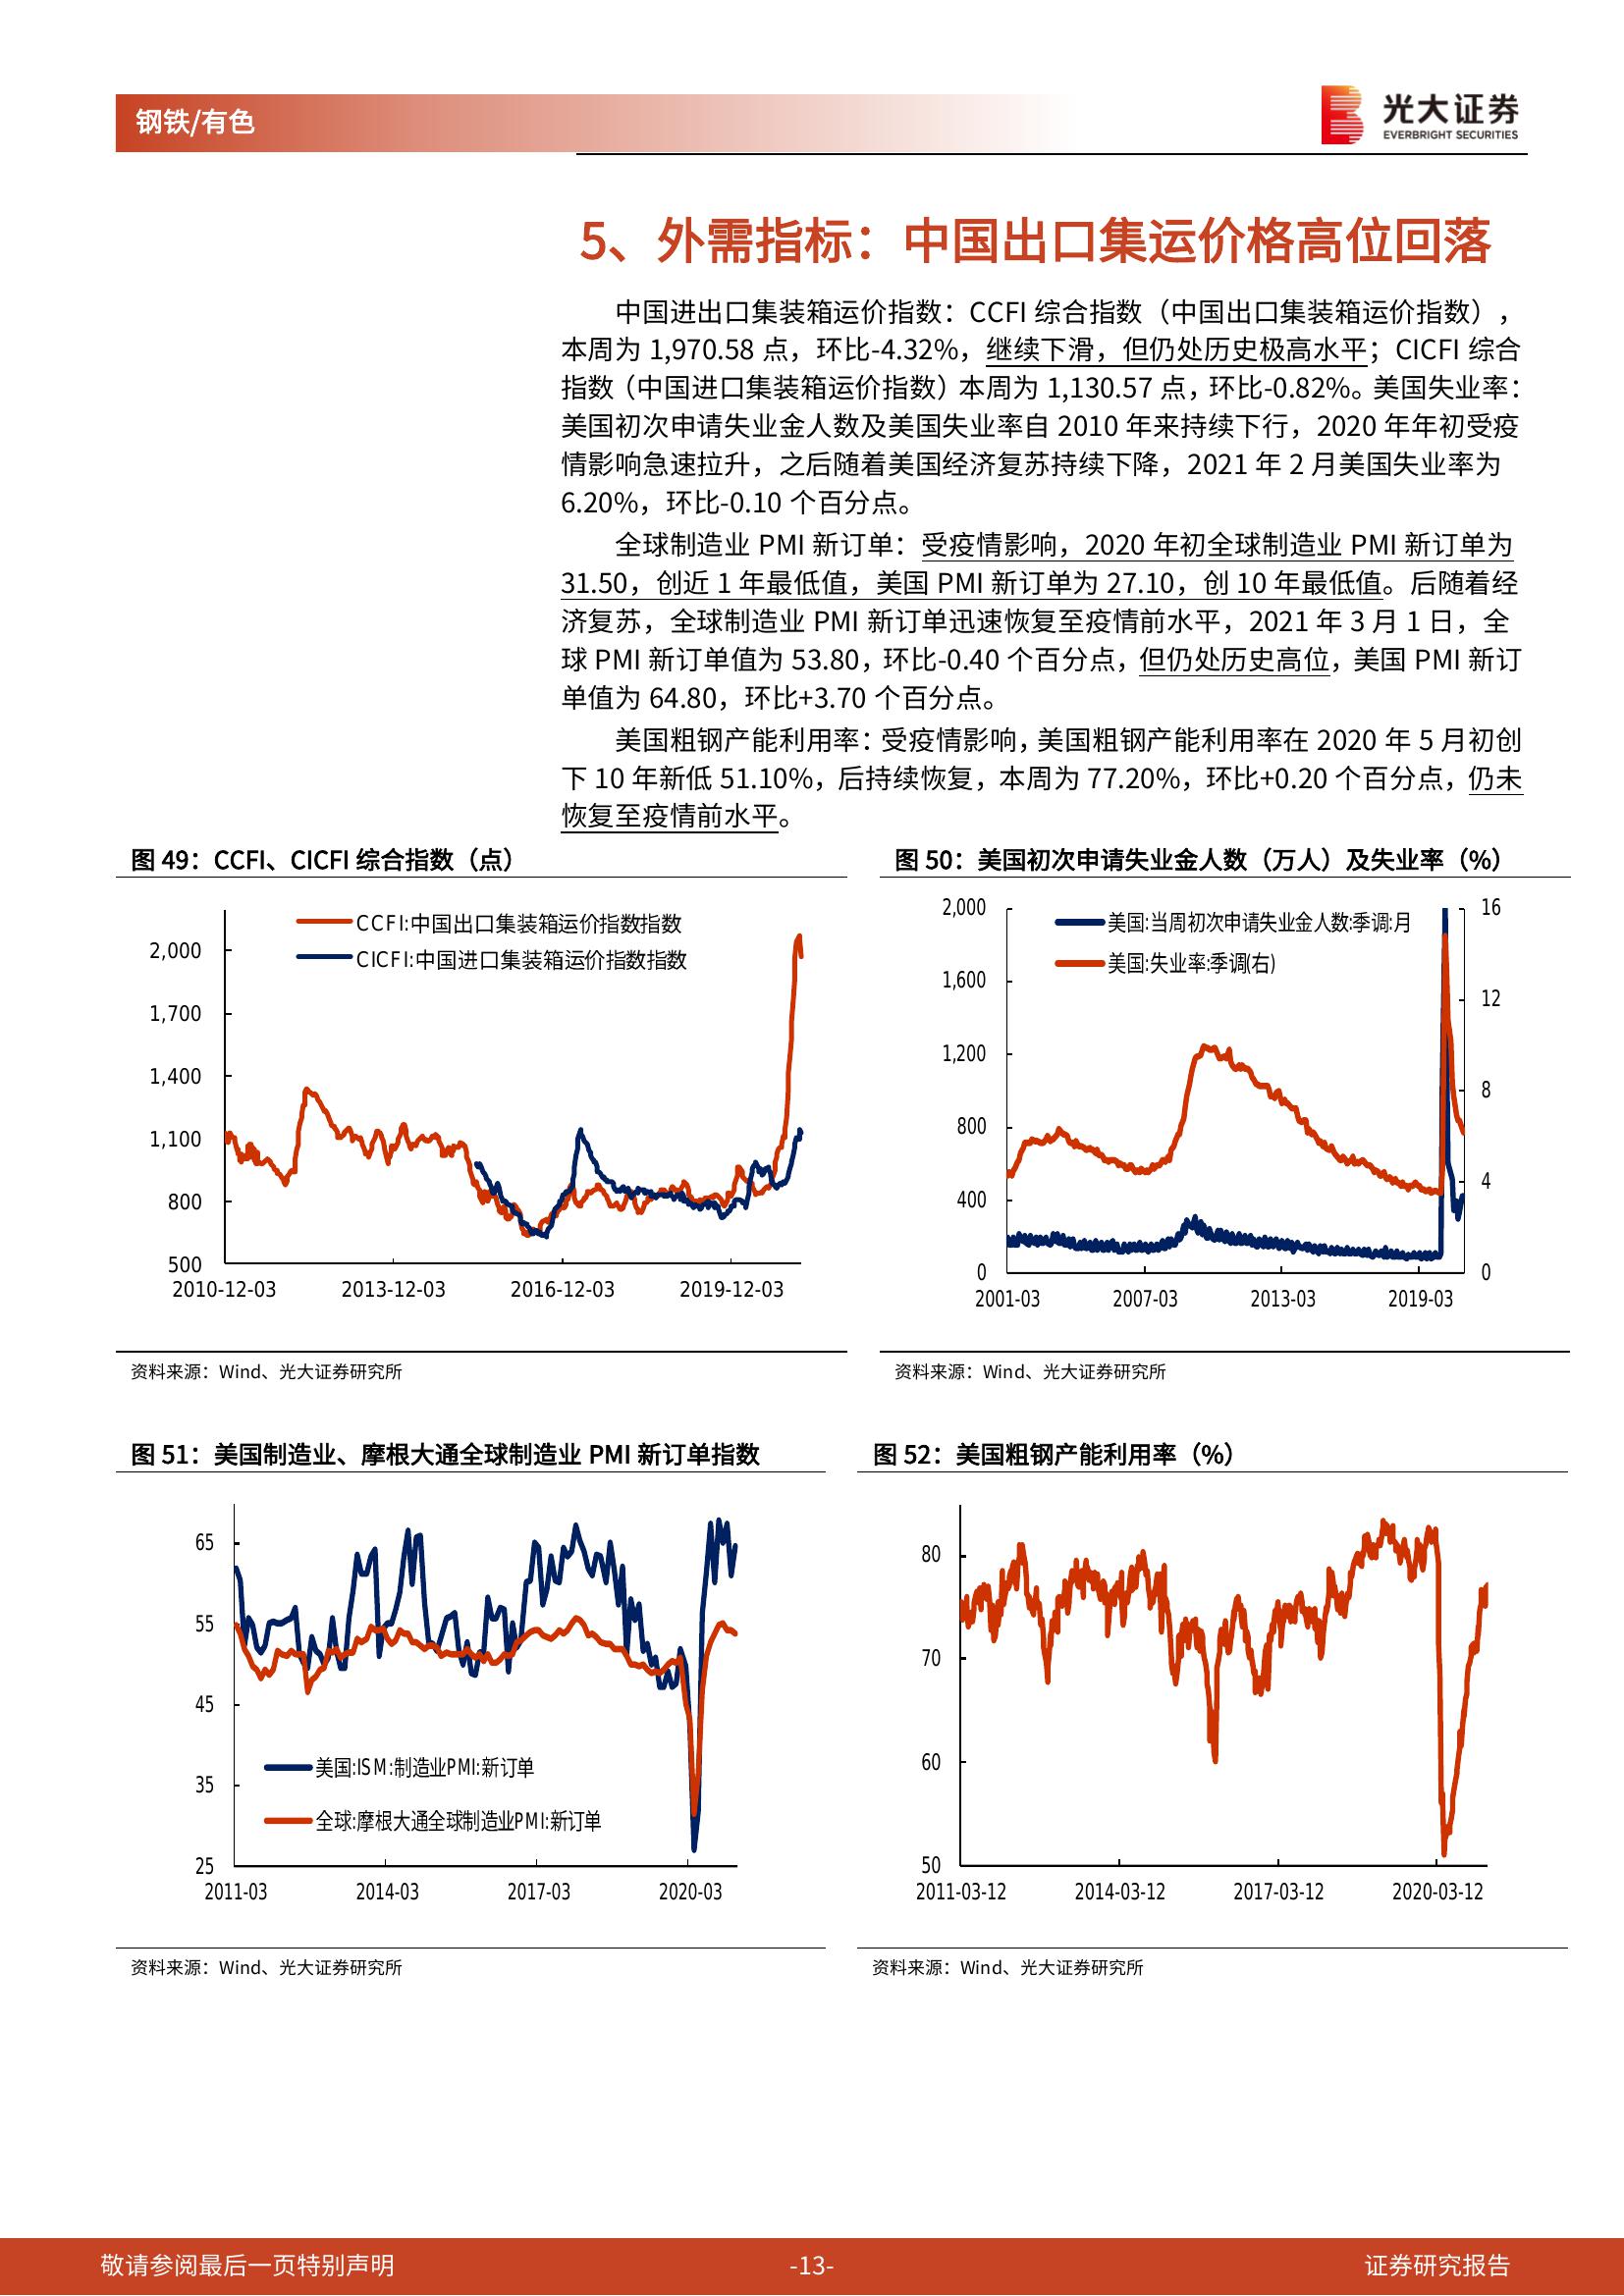 钢铁/有色
光大证券
EVERBRIGHT SECURITIES
5、外需指标：中国出口集运价格高位回落
中国进出口集装箱运价指数：CCFI 综合指数（中国出口集装箱运价指数），
本周为 1,970.58 点，环比-4.32%，继续下滑，但仍处历史极高水平；CICFI 综合
指数（中国进口集装箱运价指数）本周为 1,130.57 点，环比-0.82%。美国失业率：
美国初次申请失业金人数及美国失业率自 2010 年来持续下行，2020 年年初受疫
情影响急速拉升，之后随着美国经济复苏持续下降，2021 年 2 月美国失业率为
6.20%，环比-0.10 个百分点。
全球制造业 PMI 新订单：受疫情影响，2020 年初全球制造业 PMI 新订单为
31.50，创近 1 年最低值，美国 PMI 新订单为 27.10，创 10 年最低值。后随着经
济复苏，全球制造业 PMI 新订单迅速恢复至疫情前水平，2021 年 3 月 1 日，全
球 PMI 新订单值为 53.80，环比-0.40 个百分点，但仍处历史高位，美国 PMI 新订
单值为 64.80，环比+3.70 个百分点。
美国粗钢产能利用率：受疫情影响，美国粗钢产能利用率在 2020 年 5 月初创
下 10 年新低 51.10%，后持续恢复，本周为 77.20%，环比+0.20 个百分点，仍未
恢复至疫情前水平。
图 49：CCFI、CICFI 综合指数（点）
CCFI:中国出口集装箱运价指数指数
CICFI:中国进口集装箱运价指数指数
2,000
1,700
1,400
1,100
800
500
2010-12-03 2013-12-03 2016-12-03 2019-12-03
资料来源：Wind、光大证券研究所
图 50：美国初次申请失业金人数（万人）及失业率（%）
美国:当周初次申请失业金人数:季调:月
美国:失业率:季调(右)
2,000
1,600
1,200
800
400
0
16
12
8
4
0
2001-03 2007-03 2013-03 2019-03
资料来源：Wind、光大证券研究所
图 51：美国制造业、摩根大通全球制造业 PMI 新订单指数
65
55
45
35
25
美国:ISM:制造业PMI:新订单
全球:摩根大通全球制造业PMI:新订单
2011-03 2014-03 2017-03 2020-03
资料来源：Wind、光大证券研究所
图 52：美国粗钢产能利用率（%）
80
70
60
50
2011-03-12 2014-03-12 2017-03-12 2020-03-12
资料来源：Wind、光大证券研究所
敬请参阅最后一页特别声明
-13-
证券研究报告